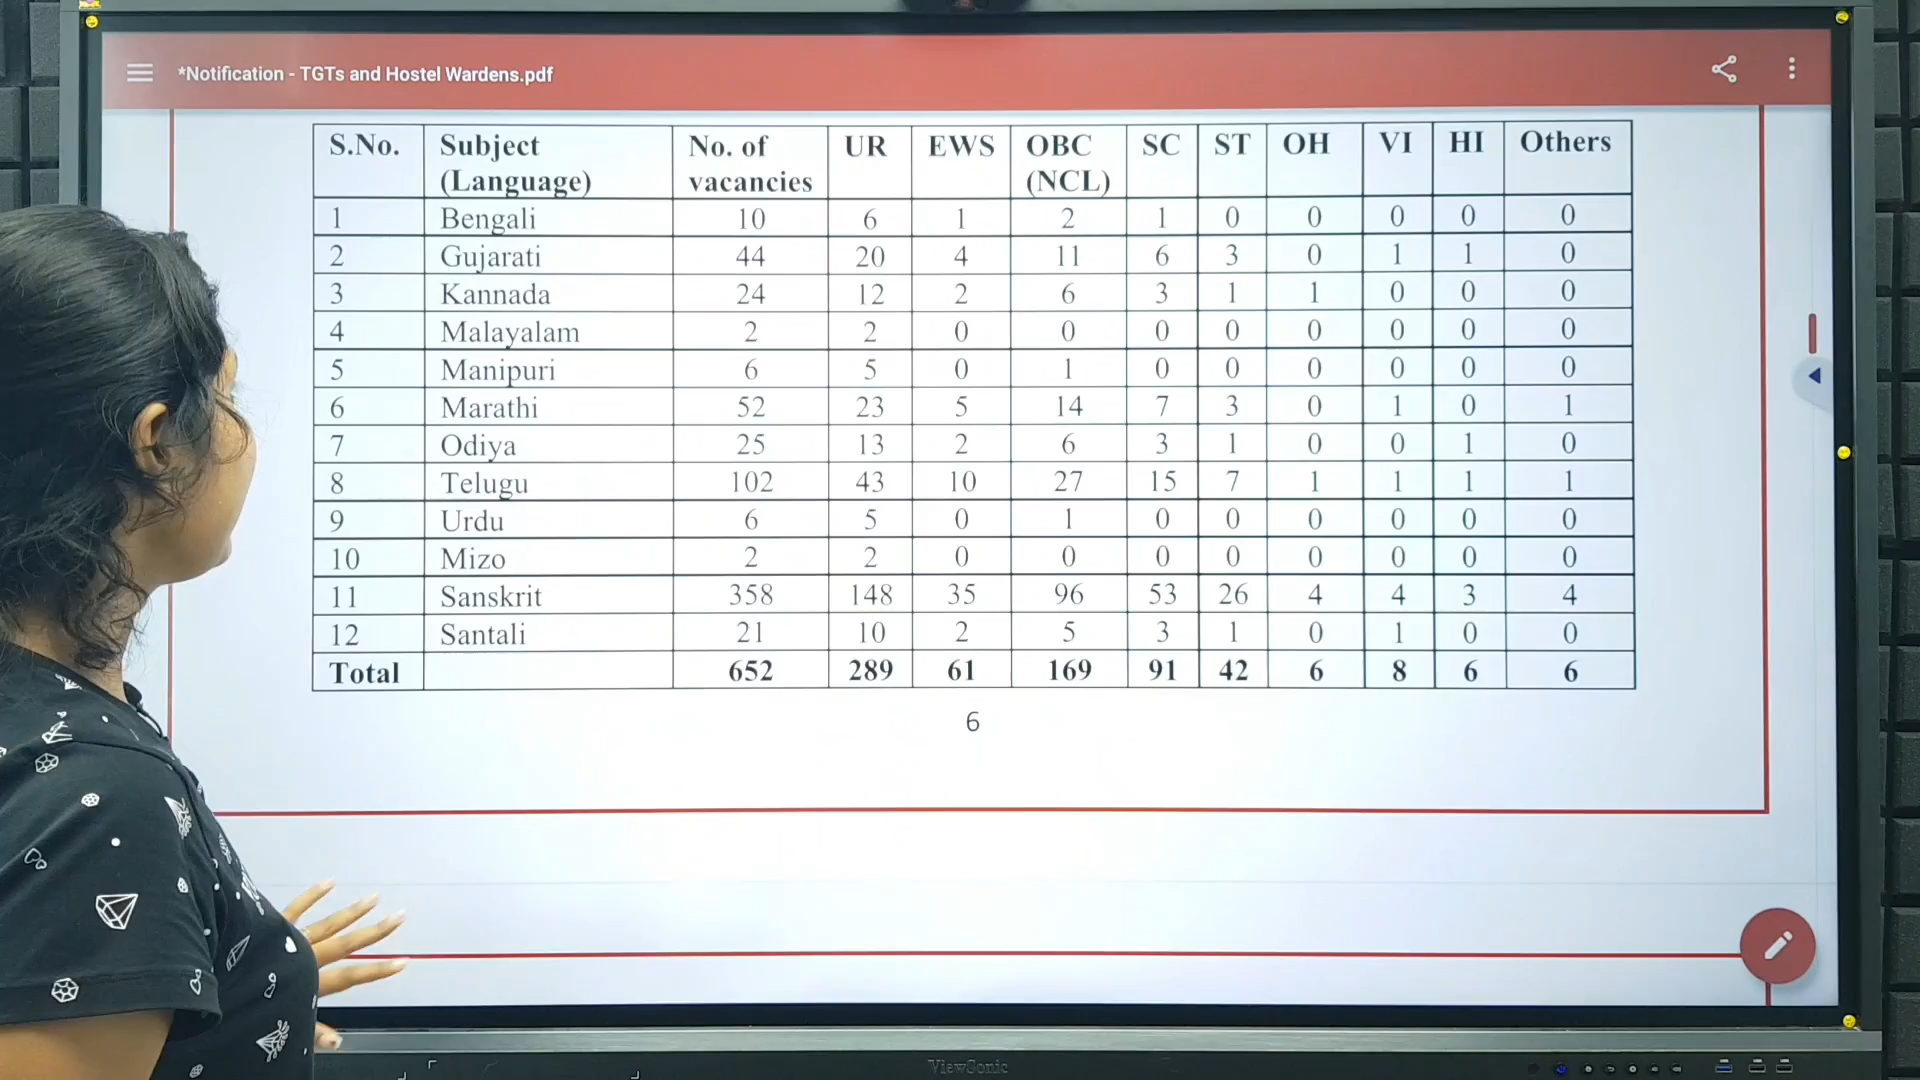 *Notification - TGTs and Hostel Wardens.pdf
S.No. Subject (Language) No. of vacancies UR EWS OBC (NCL) SC ST OH VI HI Others
1 Bengali 10 6 1 2 1 0 0 0 0 0
2 Gujarati 44 20 4 11 6 3 0 1 1 0
3 Kannada 24 12 2 6 3 1 1 0 0 0
4 Malayalam 2 2 0 0 0 0 0 0 0 0
5 Manipuri 6 5 0 1 0 0 0 0 0 0
6 Marathi 52 23 5 14 7 3 0 1 0 1
7 Odiya 25 13 2 6 3 1 0 0 1 0
8 Telugu 102 43 10 27 15 7 1 1 1 1
9 Urdu 6 5 0 1 0 0 0 0 0 0
10 Mizo 2 2 0 0 0 0 0 0 0 0
11 Sanskrit 358 148 35 96 53 26 4 4 3 4
12 Santali 21 10 2 5 3 1 0 1 0 0
Total 652 289 61 169 91 42 6 8 6 6
6
ViewSonic